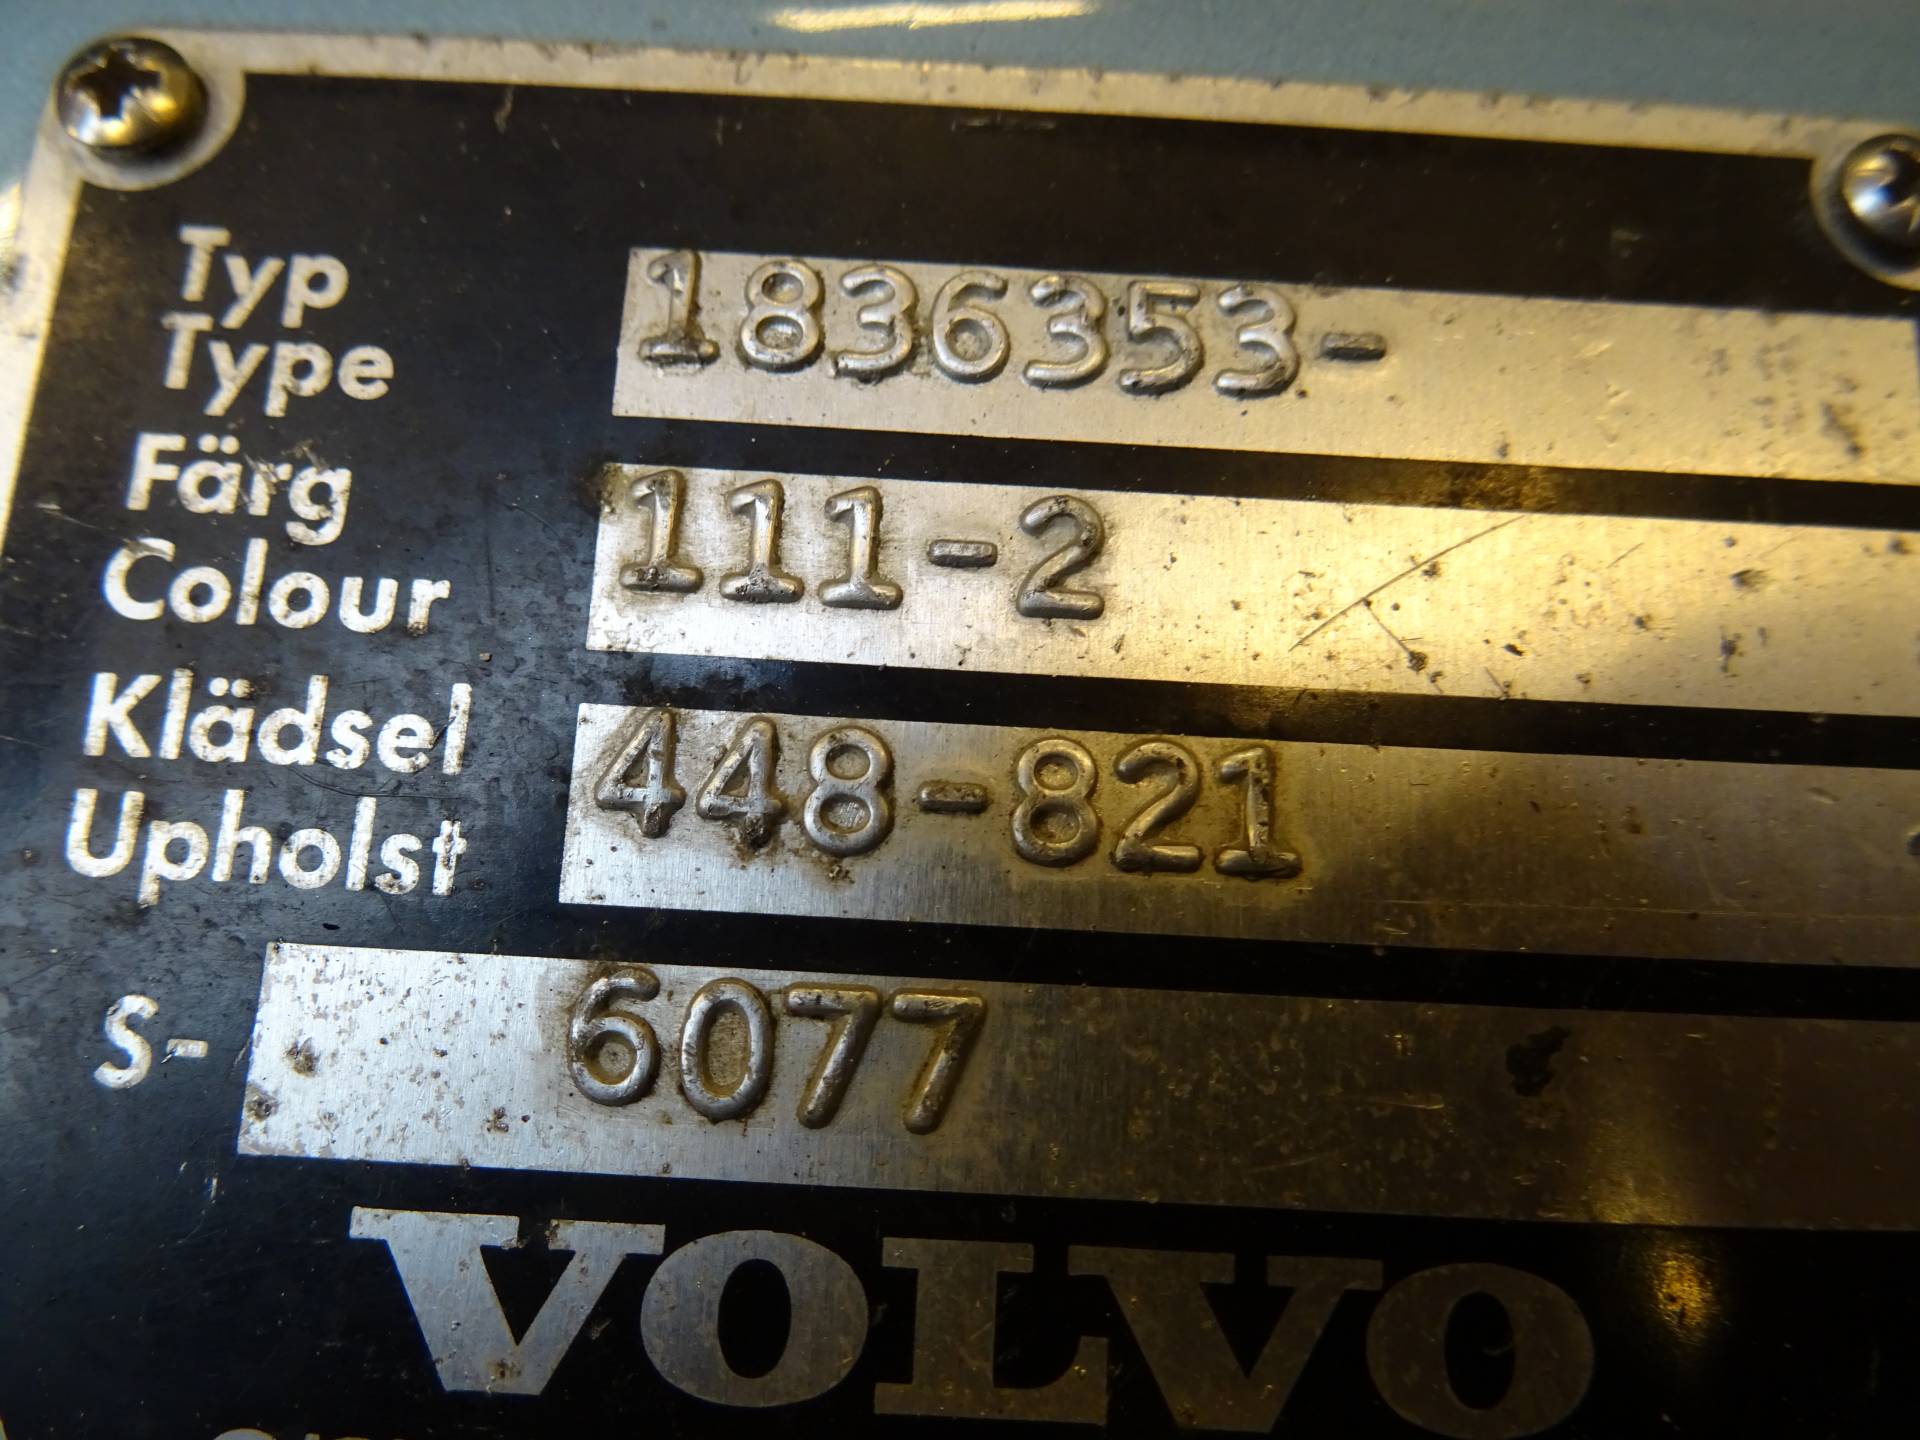 Typ
Type 1836353-
Färg
Colour 111-2
Klädsel
Upholst 448-821
S- 6077
VOLVO